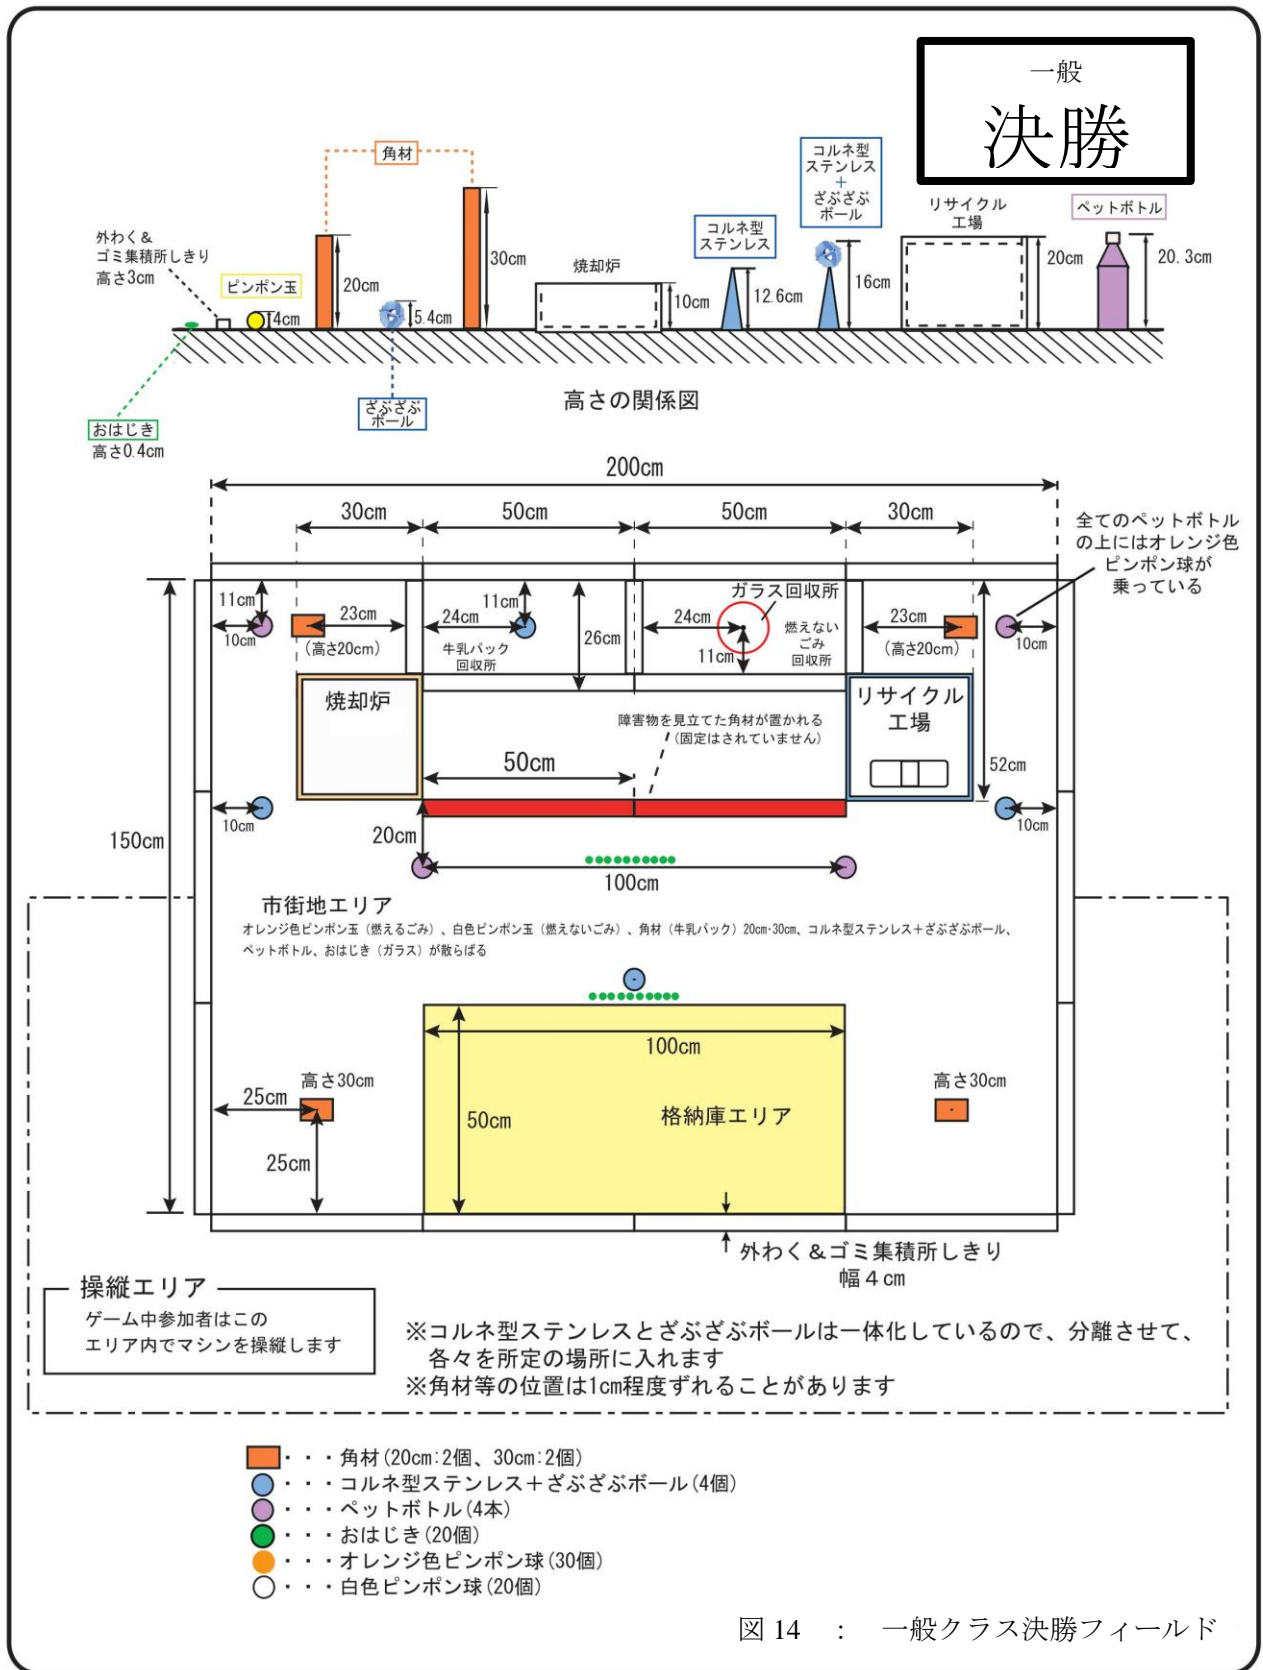 一般
決勝
角材
コルネ型
ステンレス
+
ざぶざぶ
ボール
リサイクル
工場
ペットボトル
外わく＆
ゴミ集積所しきり
高さ3cm
ピンポン玉
コルネ型
ステンレス
焼却炉
4cm
20cm
5.4cm
30cm
10cm
12.6cm
16cm
20cm
20.3cm
おはじき
高さ0.4cm
ざぶざぶ
ボール
高さの関係図
200cm
30cm
50cm
50cm
30cm
全てのペットボトル
の上にはオレンジ色
ピンポン球が
乗っている
11cm
10cm
23cm
(高さ20cm)
24cm
11cm
牛乳パック
回収所
26cm
24cm
ガラス回収所
11cm
燃えない
ごみ
回収所
23cm
(高さ20cm)
10cm
焼却炉
リサイクル
工場
障害物を見立てた角材が置かれる
(固定はされていません)
50cm
52cm
10cm
10cm
20cm
150cm
100cm
市街地エリア
オレンジ色ピンポン玉（燃えるごみ）、白色ピンポン玉（燃えないごみ）、角材（牛乳パック）20cm・30cm、コルネ型ステンレス＋ざぶざぶボール、
ペットボトル、おはじき（ガラス）が散らばる
100cm
高さ30cm
高さ30cm
25cm
25cm
50cm
格納庫エリア
外わく＆ゴミ集積所しきり
幅４cm
操縦エリア
ゲーム中参加者はこの
エリア内でマシンを操縦します
※コルネ型ステンレスとざぶざぶボールは一体化しているので、分離させて、
各々を所定の場所に入れます
※角材等の位置は1cm程度ずれることがあります
・・・角材(20cm:2個、30cm:2個)
・・・コルネ型ステンレス＋ざぶざぶボール(4個)
・・・ペットボトル(4本)
・・・おはじき(20個)
・・・オレンジ色ピンポン球(30個)
・・・白色ピンポン球(20個)
図 14　：　一般クラス決勝フィールド